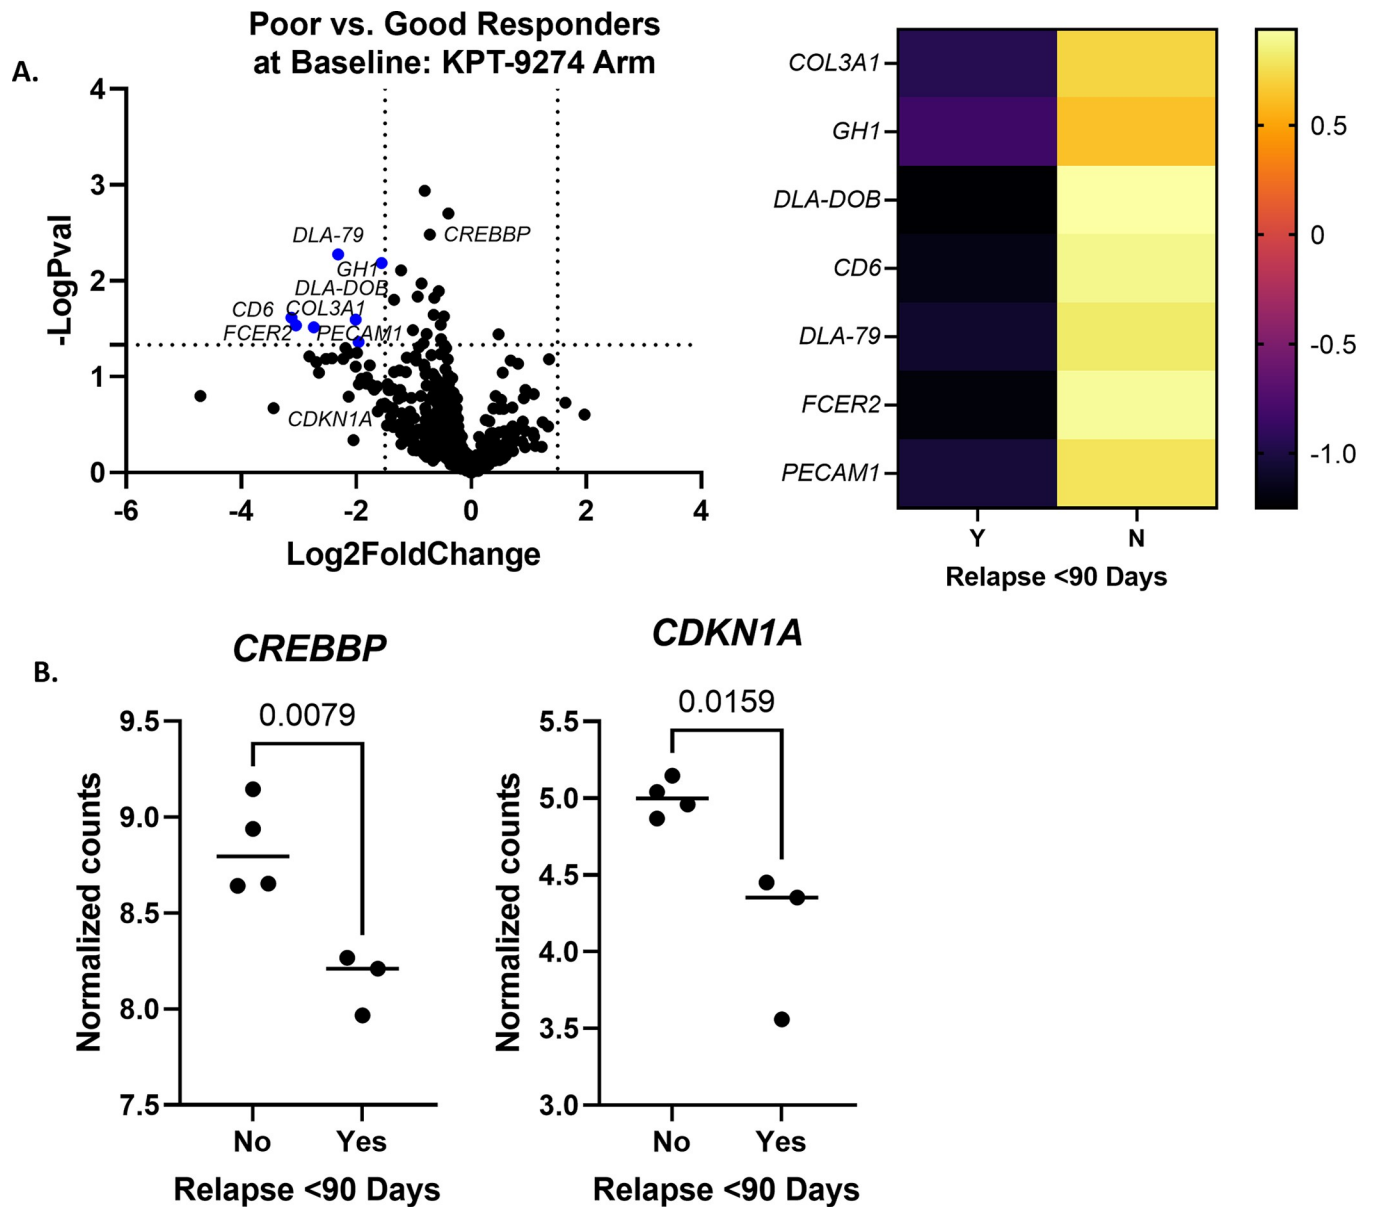 A.
Poor vs. Good Responders
at Baseline: KPT-9274 Arm
4
3
2
1
0
-LogPval
DLA-79
CREBBP
GH1
DLA-DOB
CD6 COL3A1
FCER2 PECAM1
CDKN1A
-6 -4 -2 0 2 4
Log2FoldChange
COL3A1
GH1
DLA-DOB
CD6
DLA-79
FCER2
PECAM1
Y N
Relapse <90 Days
0.5
0
-0.5
-1.0
B.
CREBBP
0.0079
9.5
9.0
8.5
8.0
7.5
Normalized counts
No Yes
Relapse <90 Days
CDKN1A
0.0159
5.5
5.0
4.5
4.0
3.5
3.0
Normalized counts
No Yes
Relapse <90 Days